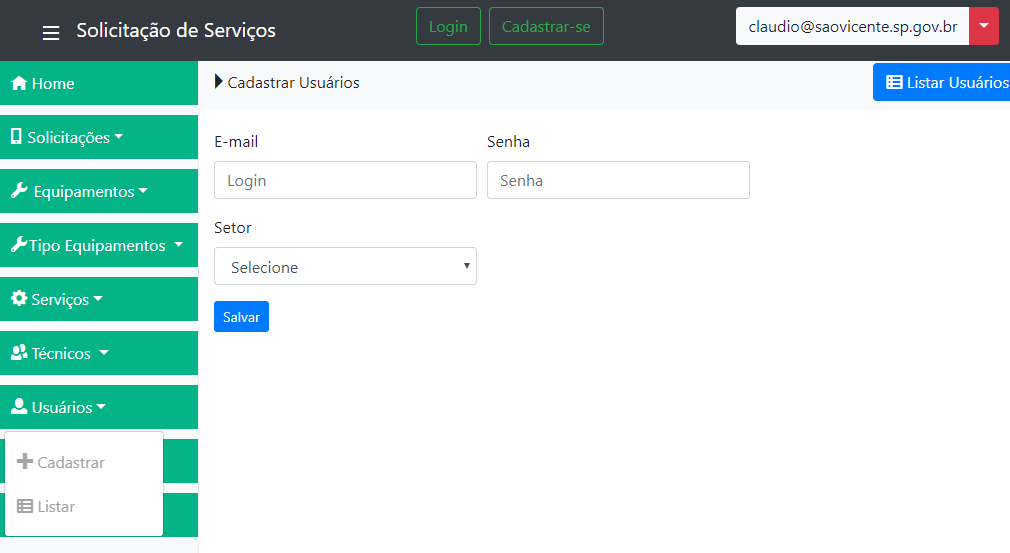 Solicitação de Serviços
Login
Cadastrar-se
claudio@saovicente.sp.gov.br
Home
Cadastrar Usuários
Listar Usuários
Solicitações
Equipamentos
Tipo Equipamentos
Serviços
Técnicos
Usuários
Cadastrar
Listar
E-mail
Senha
Login
Senha
Setor
Selecione
Salvar